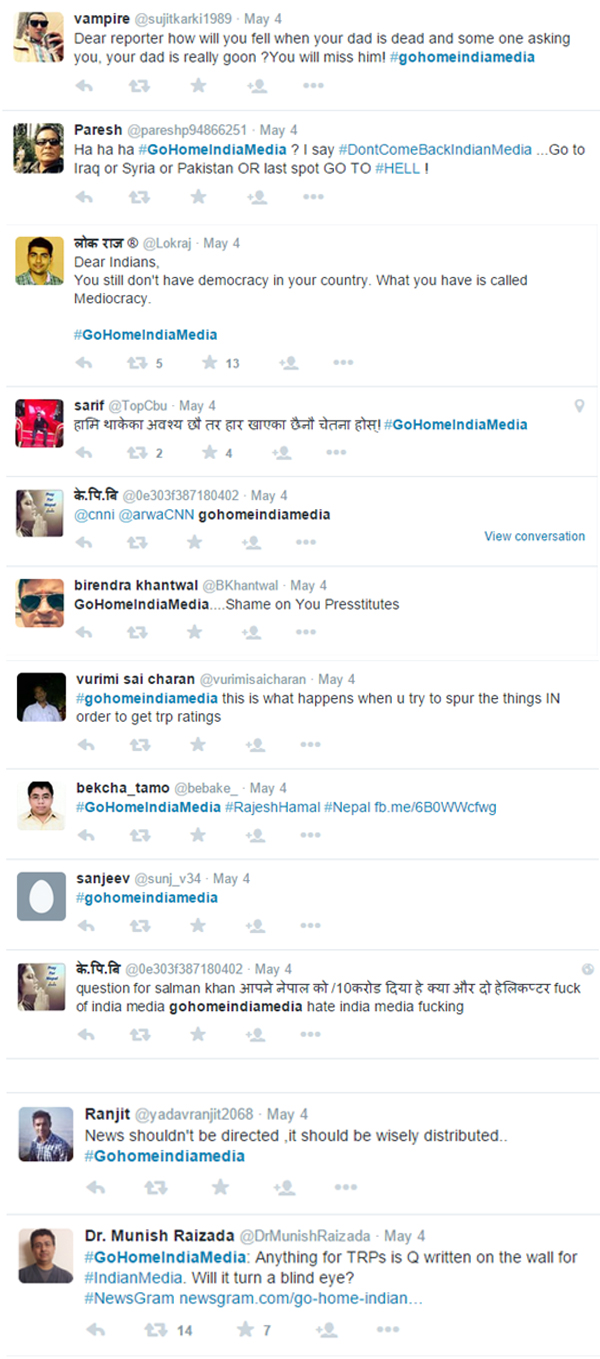 vampire @sujitkarki1989 · May 4
Dear reporter how will you fell when your dad is dead and some one asking
you, your dad is really goon ?You will miss him! #gohomeindiamedia
Paresh @pareshp94866251 · May 4
Ha ha ha #GoHomeIndiaMedia ? I say #DontComeBackIndianMedia ...Go to
Iraq or Syria or Pakistan OR last spot GO TO #HELL !
लोक राज ® @Lokraj · May 4
Dear Indians,
You still don't have democracy in your country. What you have is called
Mediocracy.
#GoHomeIndiaMedia
5 13
sarif @TopCbu · May 4
हामि थाकेका अवश्य छौ तर हार खाएका छैनौ चेतना होस्! #GoHomeIndiaMedia
2 4
के.पि.बि @0e303f387180402 · May 4
@cnni @arwaCNN gohomeindiamedia
View conversation
birendra khantwal @BKhantwal · May 4
GoHomeIndiaMedia....Shame on You Presstitutes
vurimi sai charan @vurimisaicharan · May 4
#gohomeindiamedia this is what happens when u try to spur the things IN
order to get trp ratings
bekcha_tamo @bebake_ · May 4
#GoHomeIndiaMedia #RajeshHamal #Nepal fb.me/6B0WWcfwg
sanjeev @sunj_v34 · May 4
#gohomeindiamedia
के.पि.बि @0e303f387180402 · May 4
question for salman khan आपने नेपाल को /10करोड दिया हे क्या और दो हेलिकप्टर fuck
of india media gohomeindiamedia hate india media fucking
Ranjit @yadavranjit2068 · May 4
News shouldn't be directed ,it should be wisely distributed..
#Gohomeindiamedia
Dr. Munish Raizada @DrMunishRaizada · May 4
#GoHomeIndiaMedia: Anything for TRPs is Q written on the wall for
#IndianMedia. Will it turn a blind eye?
#NewsGram newsgram.com/go-home-indian…
14 7